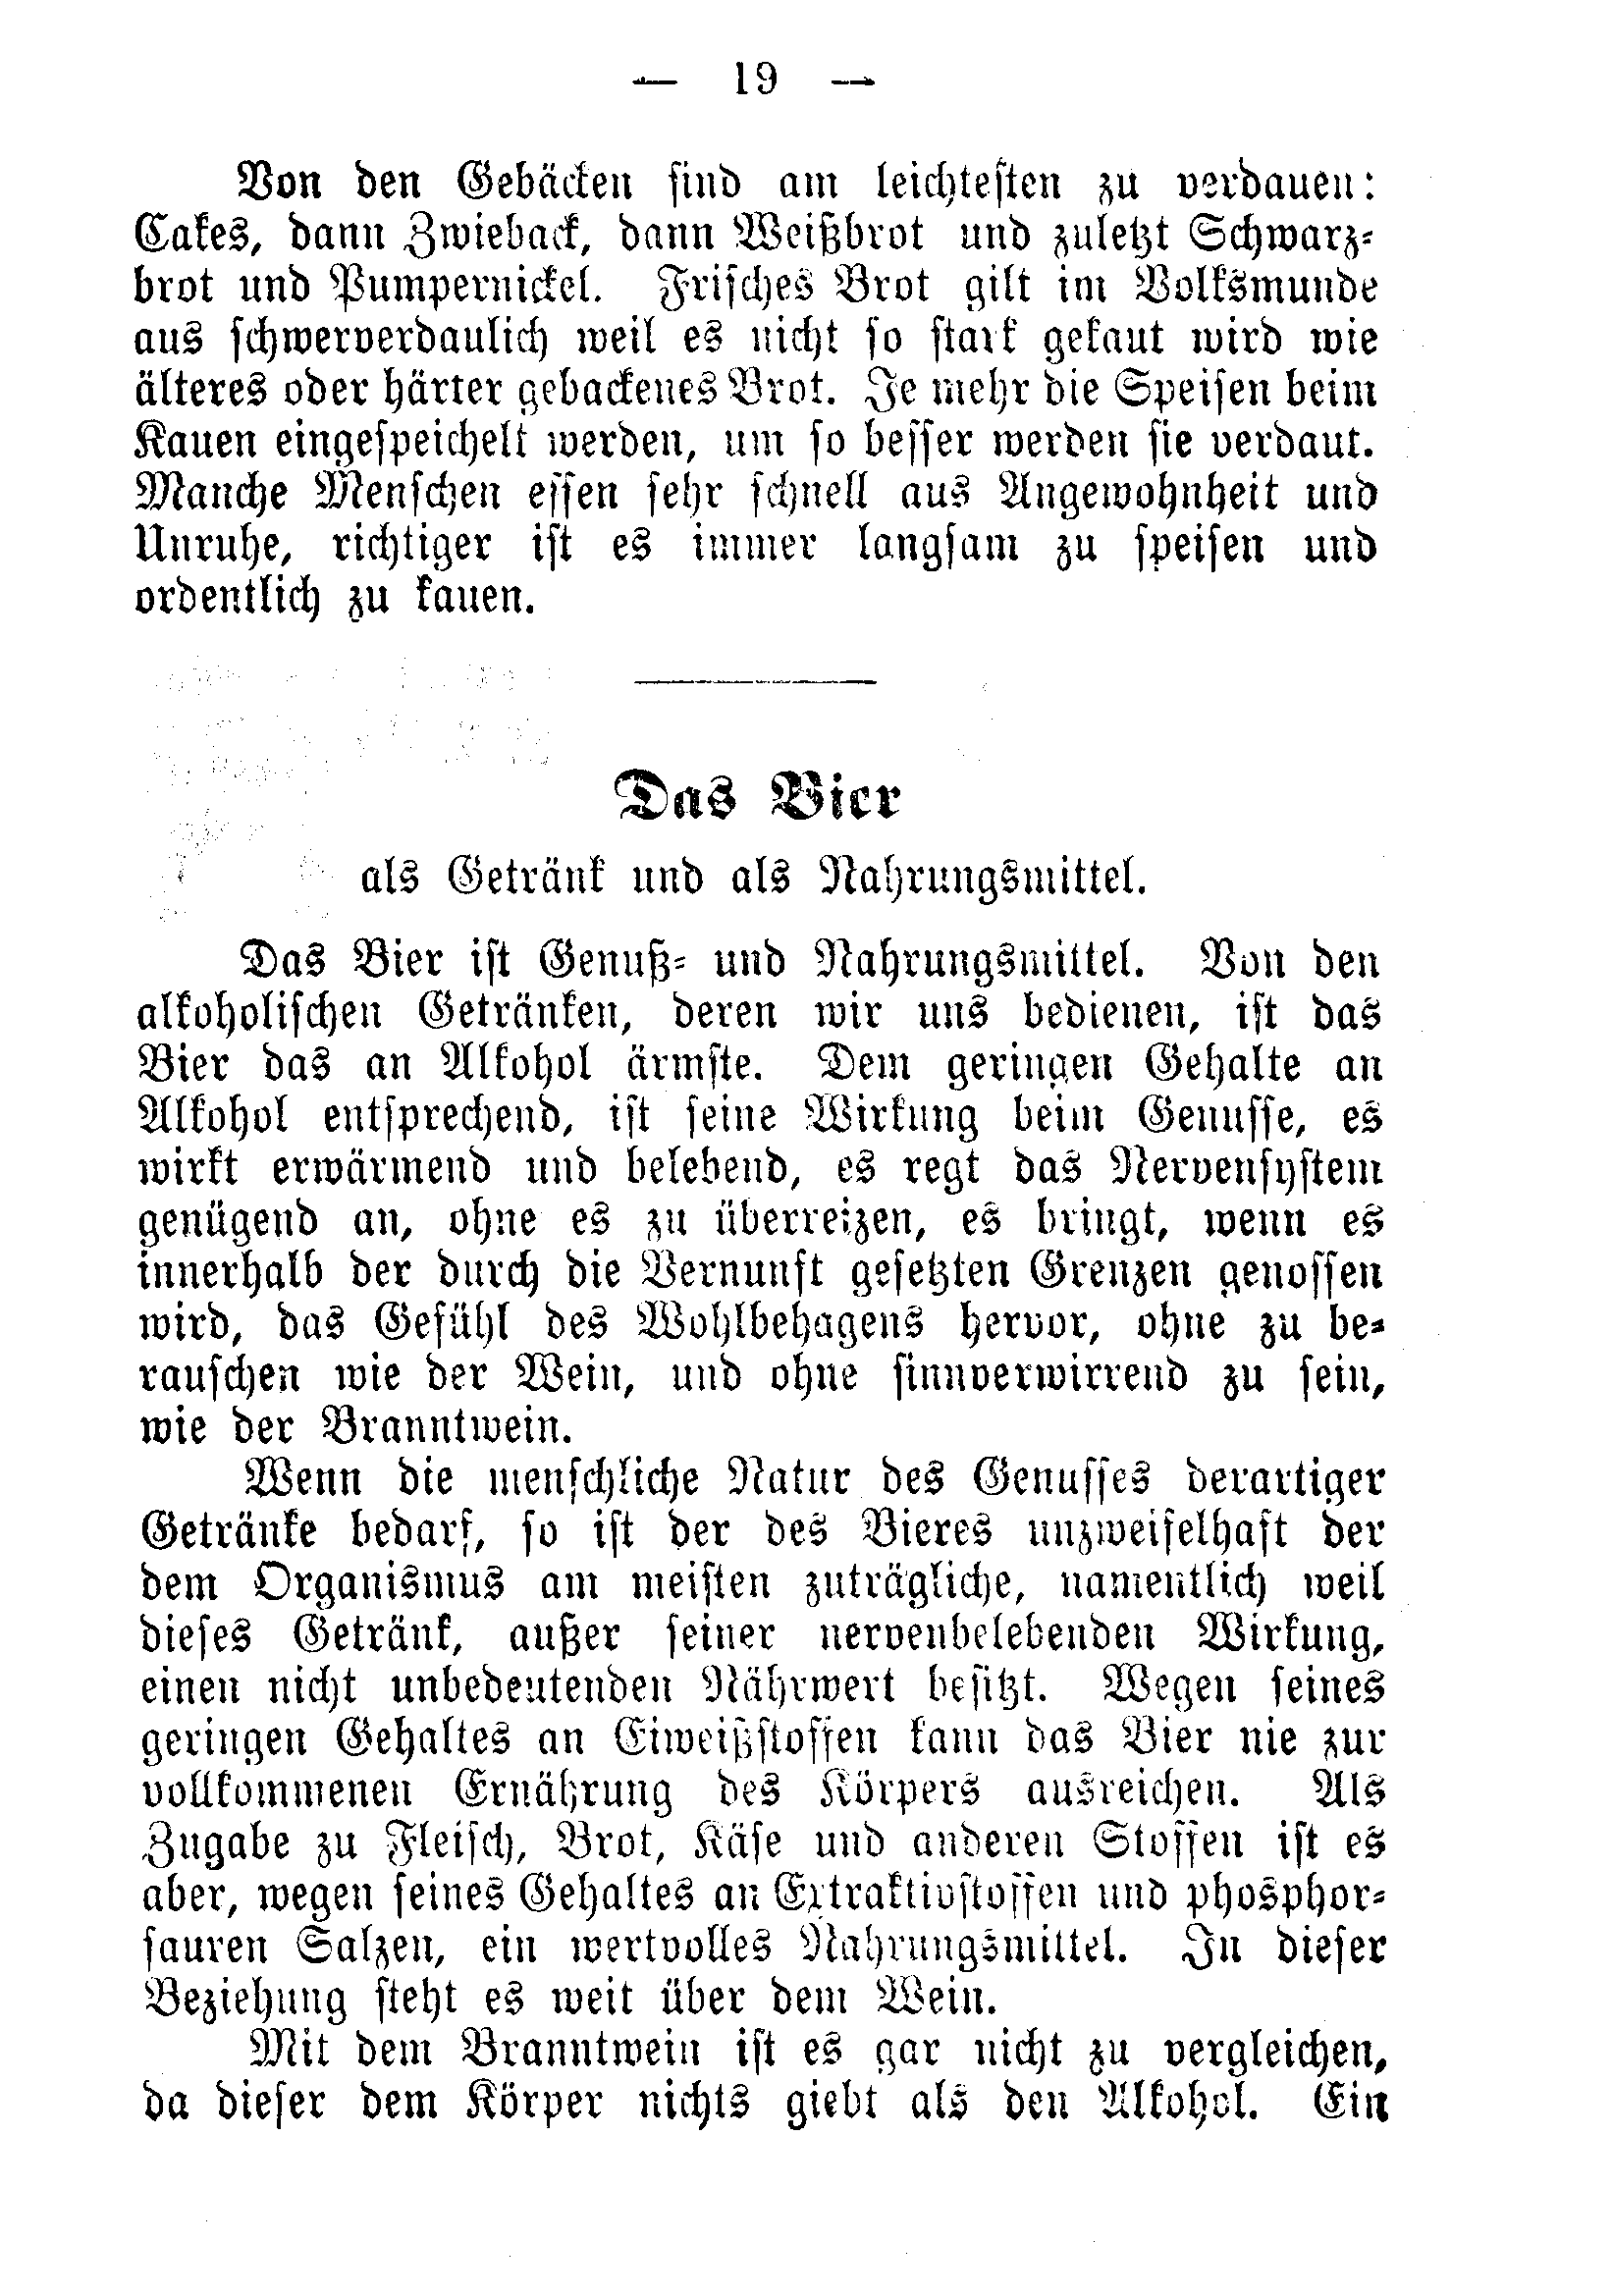 — 19 —
Von den Gebäcken sind am leichtesten zu verdauen:
Cakes, dann Zwieback, dann Weißbrot und zuletzt Schwarz-
brot und Pumpernickel. Frisches Brot gilt im Volksmunde
aus schwerverdaulich weil es nicht so stark gekaut wird wie
älteres oder härter gebackenes Brot. Je mehr die Speisen beim
Kauen eingespeichelt werden, um so besser werden sie verdaut.
Manche Menschen essen sehr schnell aus Angewohnheit und
Unruhe, richtiger ist es immer langsam zu speisen und
ordentlich zu kauen.
Das Bier
als Getränk und als Nahrungsmittel.
Das Bier ist Genuß- und Nahrungsmittel. Von den
alkoholischen Getränken, deren wir uns bedienen, ist das
Bier das an Alkohol ärmste. Dem geringen Gehalte an
Alkohol entsprechend, ist seine Wirkung beim Genusse, es
wirkt erwärmend und belebend, es regt das Nervensystem
genügend an, ohne es zu überreizen, es bringt, wenn es
innerhalb der durch die Vernunft gesetzten Grenzen genossen
wird, das Gefühl des Wohlbehagens hervor, ohne zu be-
rauschen wie der Wein, und ohne sinnverwirrend zu sein,
wie der Branntwein.
Wenn die menschliche Natur des Genusses derartiger
Getränke bedarf, so ist der des Bieres unzweifelhaft der
dem Organismus am meisten zuträgliche, namentlich weil
dieses Getränk, außer seiner nervenbelebenden Wirkung,
einen nicht unbedeutenden Nährwert besitzt. Wegen seines
geringen Gehaltes an Eiweißstoffen kann das Bier nie zur
vollkommenen Ernährung des Körpers ausreichen. Als
Zugabe zu Fleisch, Brot, Käse und anderen Stoffen ist es
aber, wegen seines Gehaltes an Extraktivstoffen und phosphor-
sauren Salzen, ein wertvolles Nahrungsmittel. In dieser
Beziehung steht es weit über dem Wein.
Mit dem Branntwein ist es gar nicht zu vergleichen,
da dieser dem Körper nichts giebt als den Alkohol. Ein